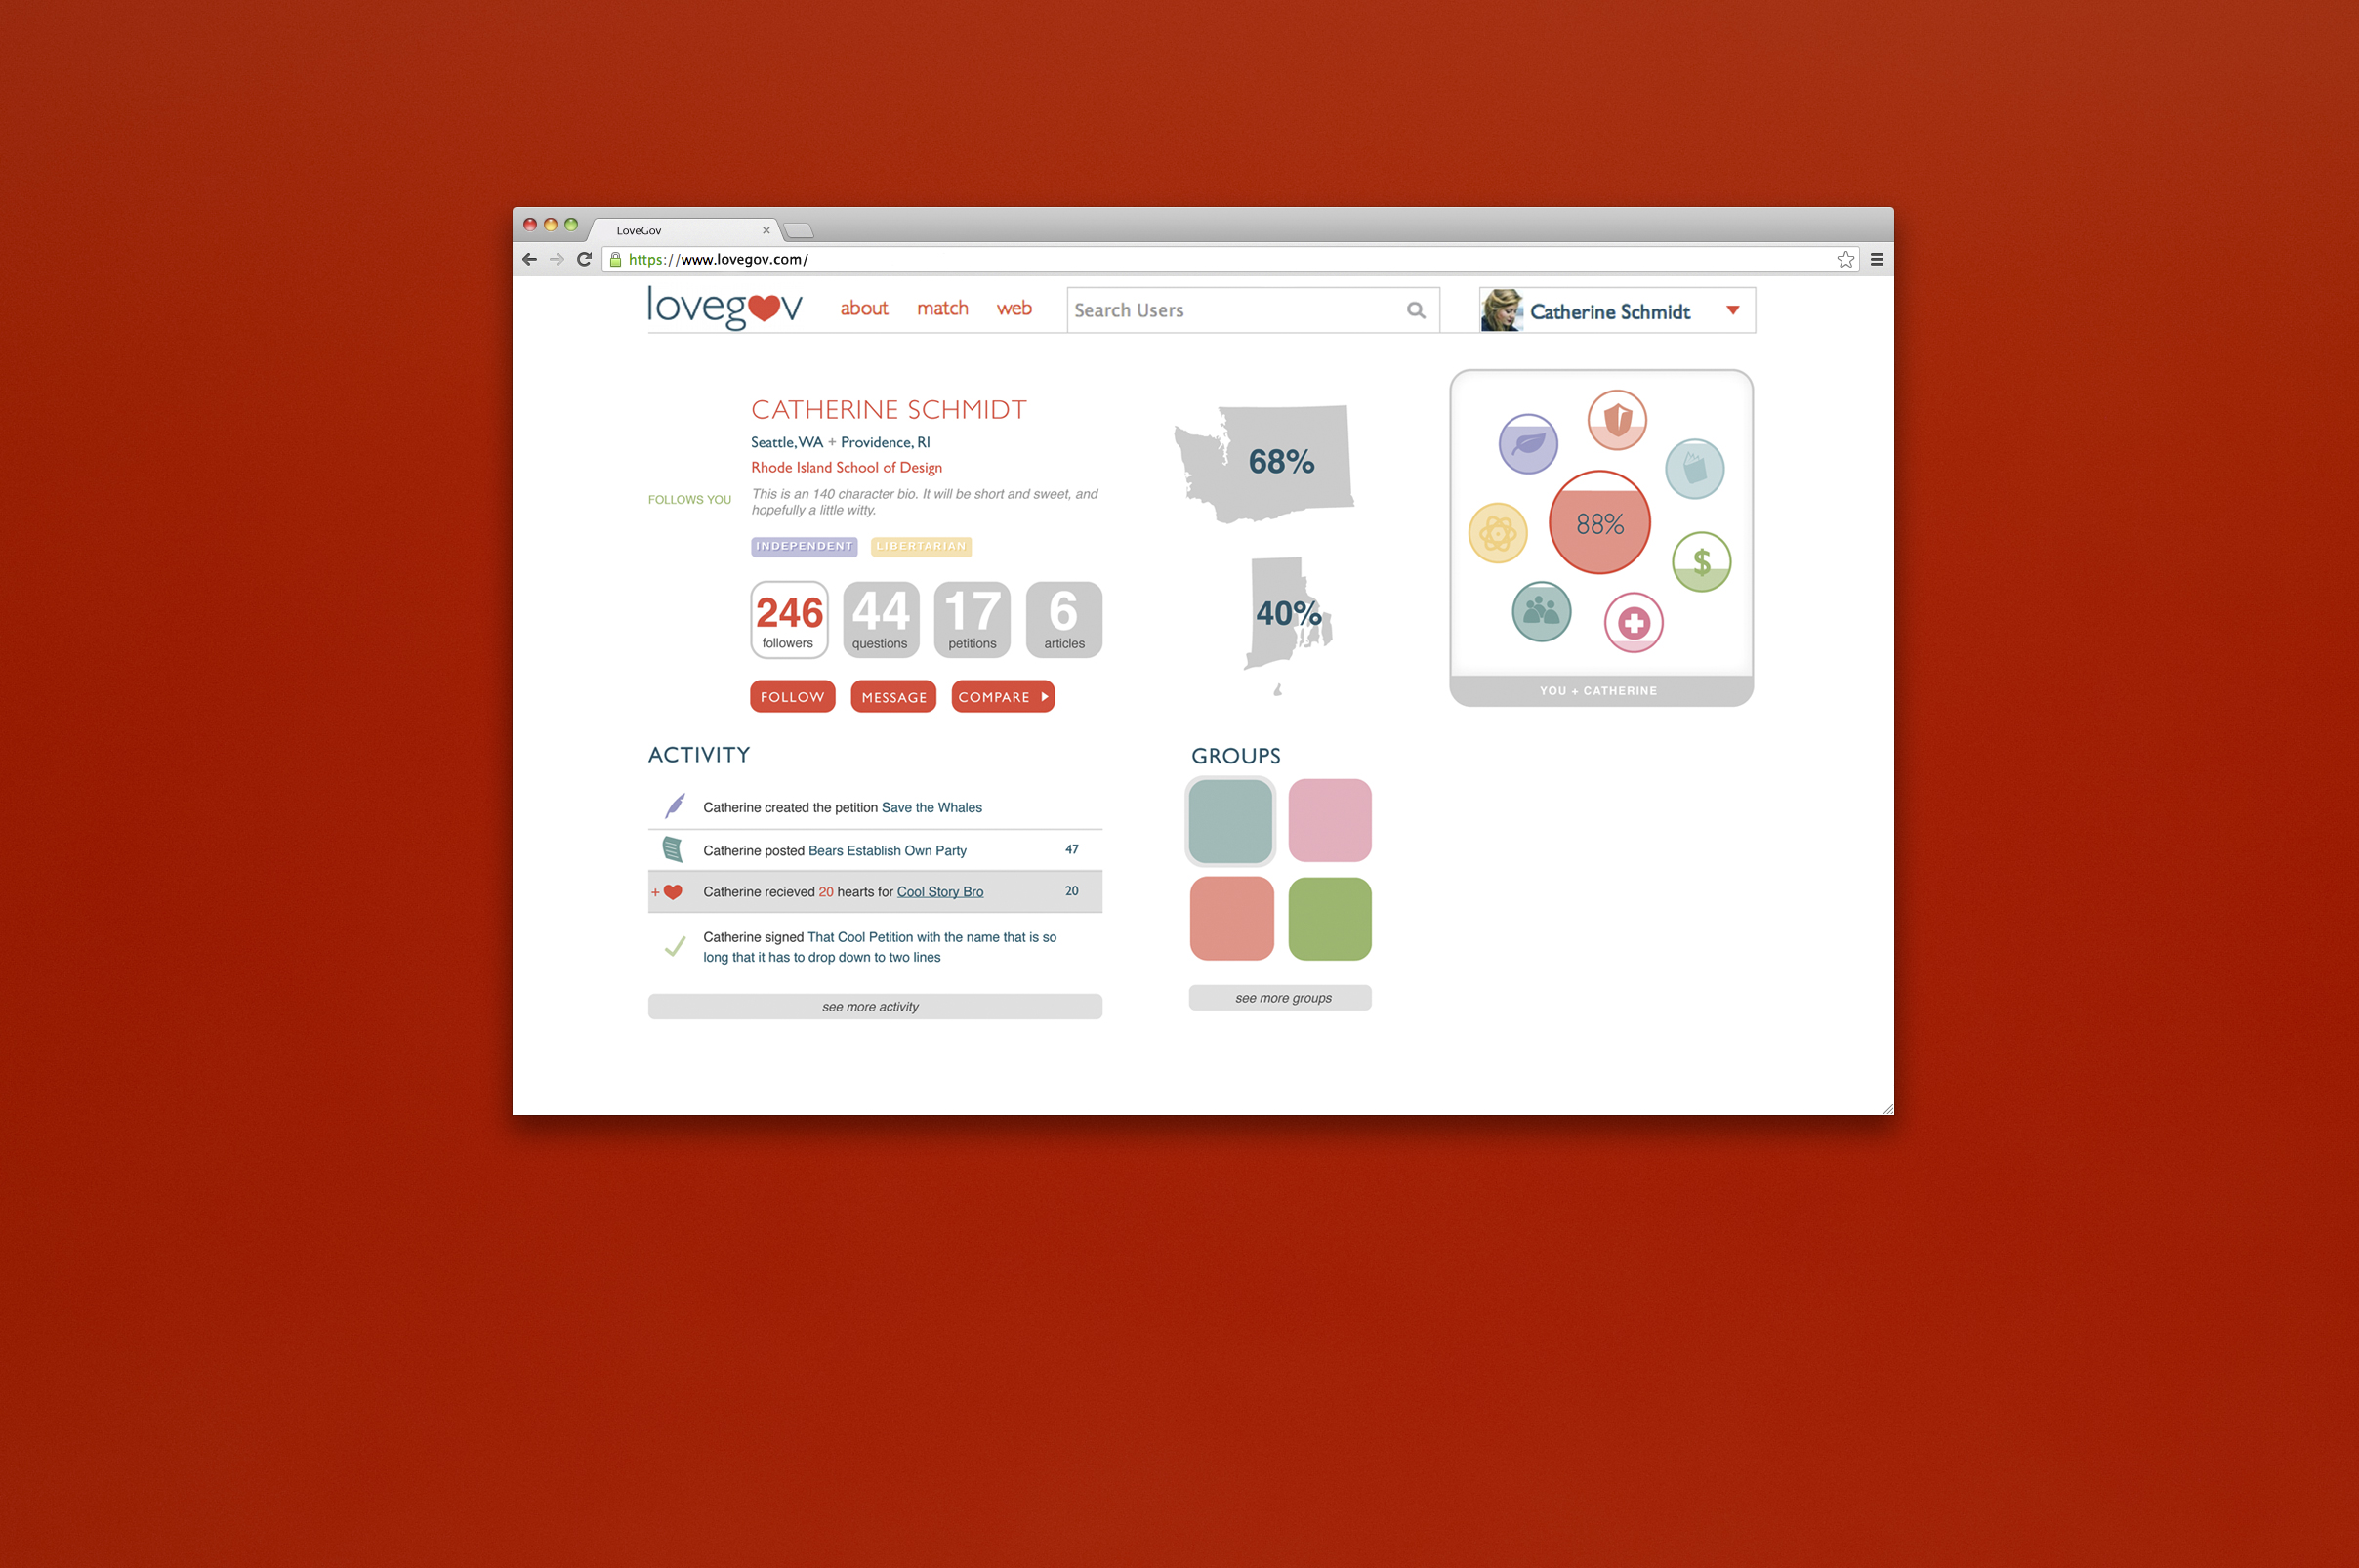 LoveGov
https://www.lovegov.com/
lovegov
about match web
Search Users
Catherine Schmidt
CATHERINE SCHMIDT
Seattle, WA + Providence, RI
Rhode Island School of Design
FOLLOWS YOU
This is an 140 character bio. It will be short and sweet, and
hopefully a little witty.
INDEPENDENT LIBERTARIAN
246 44 17 6
followers questions petitions articles
FOLLOW MESSAGE COMPARE
68%
40%
88%
$
YOU + CATHERINE
ACTIVITY
Catherine created the petition Save the Whales
Catherine posted Bears Establish Own Party 47
+ Catherine recieved 20 hearts for Cool Story Bro 20
Catherine signed That Cool Petition with the name that is so
long that it has to drop down to two lines
see more activity
GROUPS
see more groups